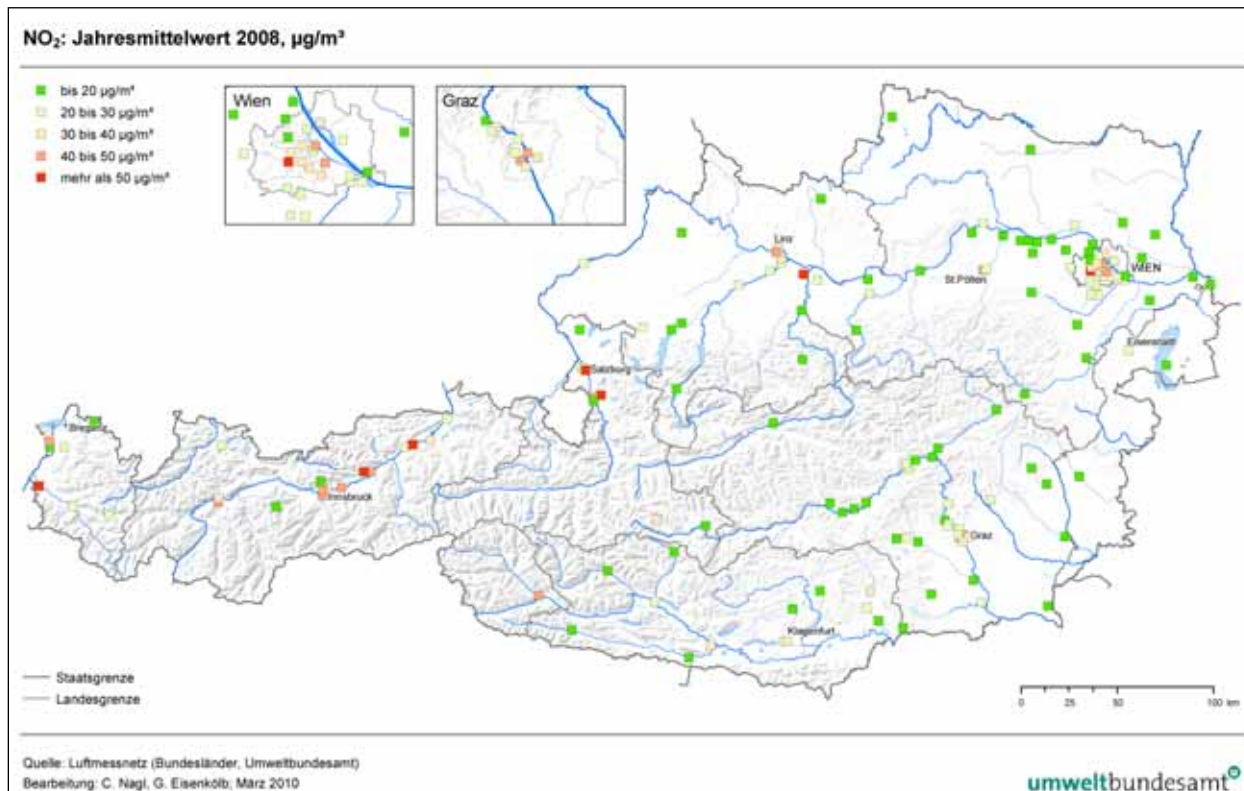 NO₂: Jahresmittelwert 2008, µg/m³
bis 20 µg/m³
20 bis 30 µg/m³
30 bis 40 µg/m³
40 bis 50 µg/m³
mehr als 50 µg/m³
Wien
Graz
Linz
St.Pölten
WIEN
Eisenstadt
Salzburg
Bregenz
Innsbruck
Graz
Klagenfurt
Staatsgrenze
Landesgrenze
0 25 50 100 km
Quelle: Luftmessnetz (Bundesländer, Umweltbundesamt)
Bearbeitung: C. Nagl, G. Eisenkölb; März 2010
umweltbundesamt